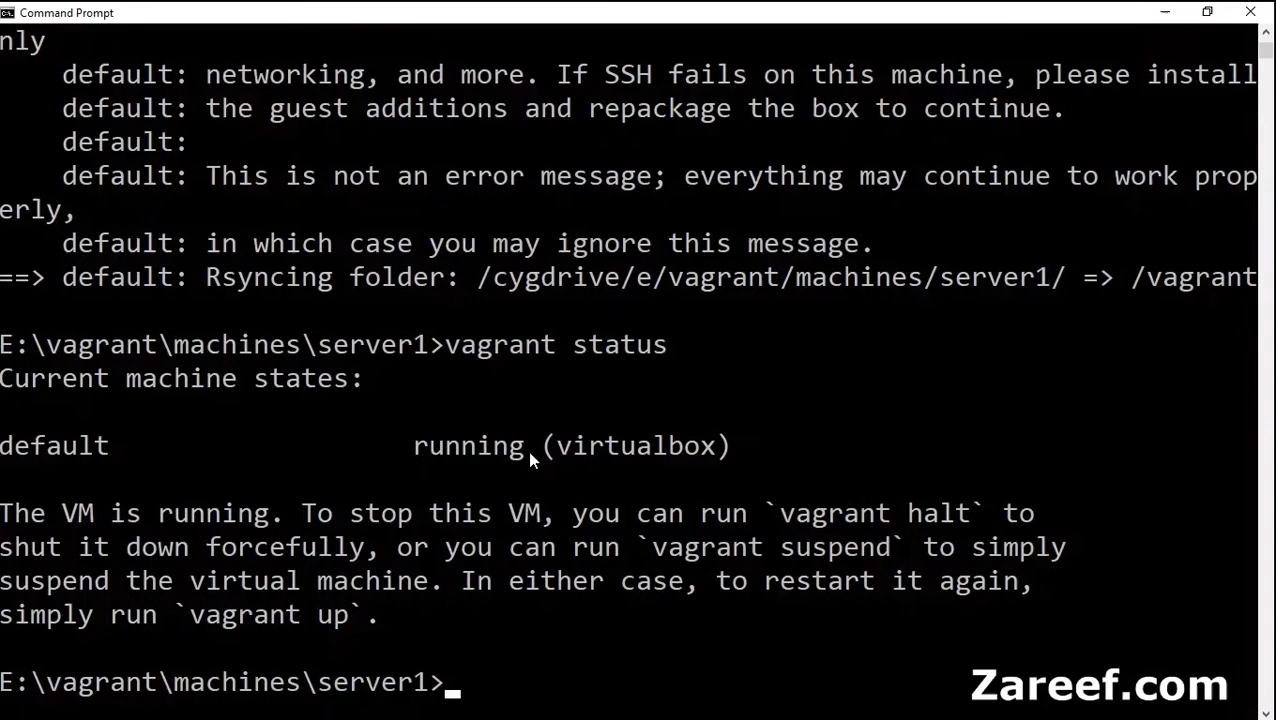 Command Prompt
nly
default: networking, and more. If SSH fails on this machine, please install
default: the guest additions and repackage the box to continue.
default:
default: This is not an error message; everything may continue to work prop
erly,
default: in which case you may ignore this message.
==> default: Rsyncing folder: /cygdrive/e/vagrant/machines/server1/ => /vagrant
E:\vagrant\machines\server1>vagrant status
Current machine states:
default running (virtualbox)
The VM is running. To stop this VM, you can run `vagrant halt` to
shut it down forcefully, or you can run `vagrant suspend` to simply
suspend the virtual machine. In either case, to restart it again,
simply run `vagrant up`.
E:\vagrant\machines\server1>
Zareef.com